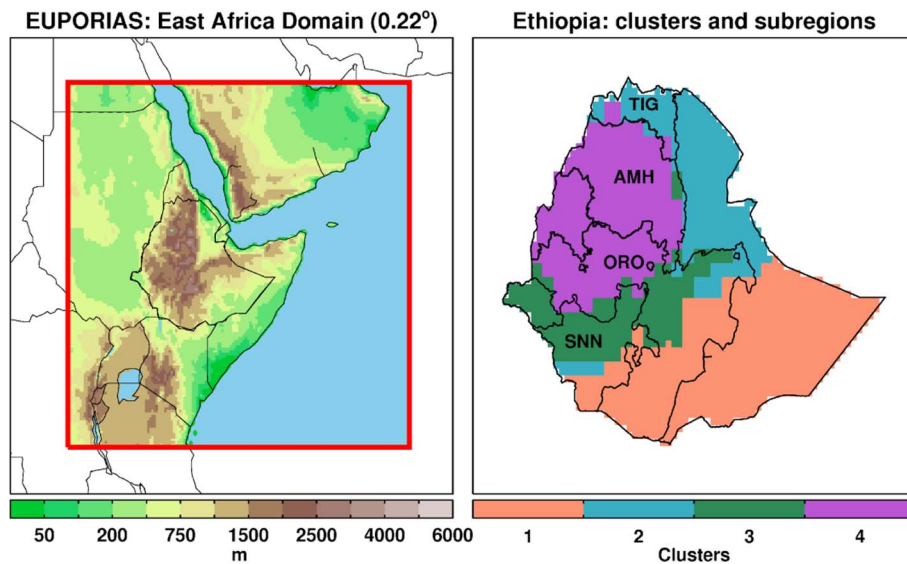 EUPORIAS: East Africa Domain (0.22º)
Ethiopia: clusters and subregions
TIG
AMH
ORO
SNN
50 200 750 1500 2500 4000 6000
m
1 2 3 4
Clusters